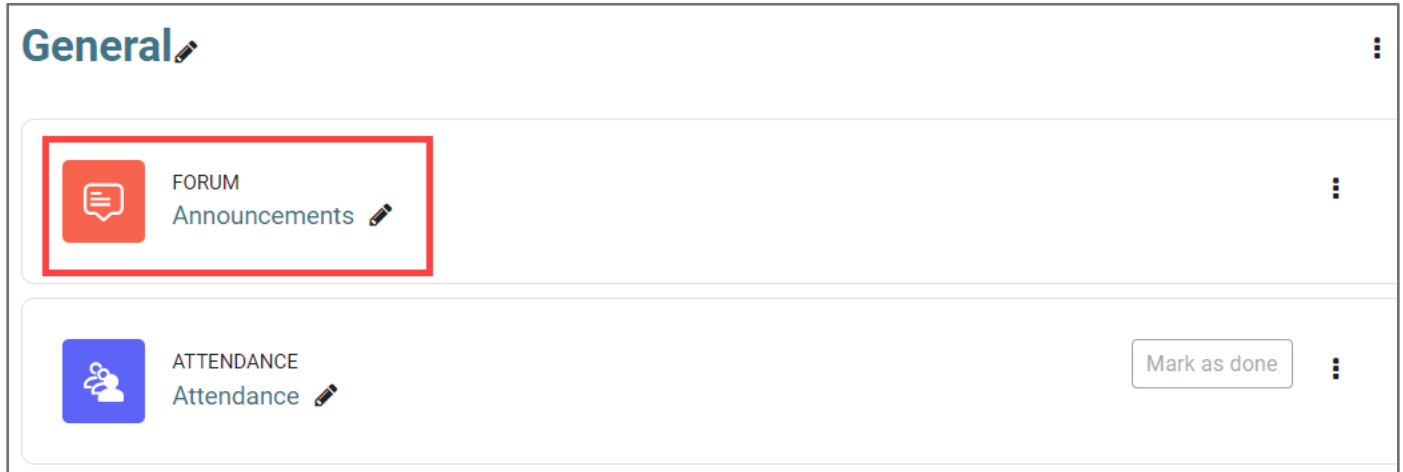 General
FORUM
Announcements
ATTENDANCE
Attendance
Mark as done